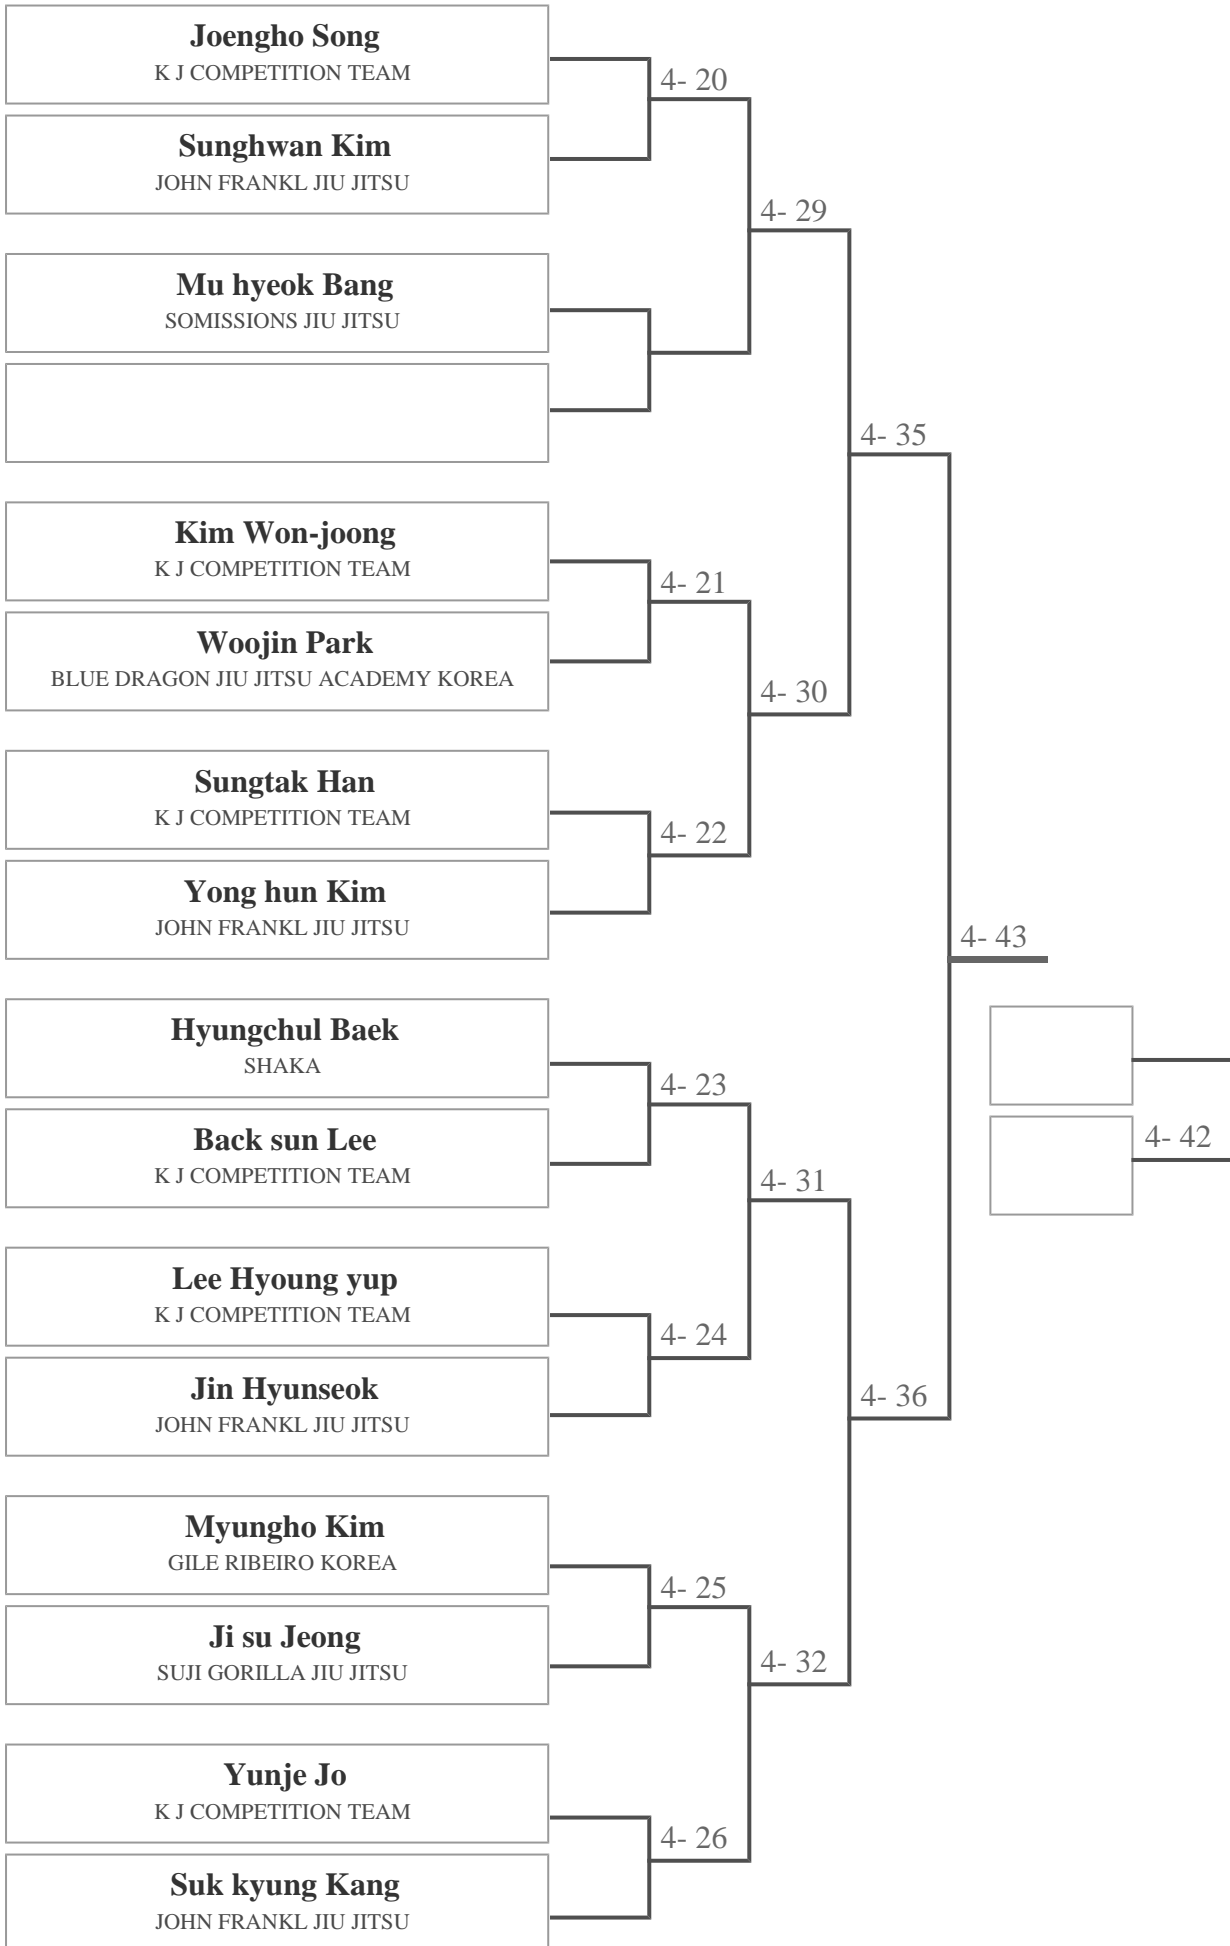 Joengho Song
K J COMPETITION TEAM
4- 20
Sunghwan Kim
JOHN FRANKL JIU JITSU
4- 29
Mu hyeok Bang
SOMISSIONS JIU JITSU
4- 35
Kim Won-joong
K J COMPETITION TEAM
4- 21
Woojin Park
BLUE DRAGON JIU JITSU ACADEMY KOREA
4- 30
Sungtak Han
K J COMPETITION TEAM
4- 22
Yong hun Kim
JOHN FRANKL JIU JITSU
4- 43
Hyungchul Baek
SHAKA
4- 23
Back sun Lee
K J COMPETITION TEAM
4- 42
4- 31
Lee Hyoung yup
K J COMPETITION TEAM
4- 24
Jin Hyunseok
JOHN FRANKL JIU JITSU
4- 36
Myungho Kim
GILE RIBEIRO KOREA
4- 25
Ji su Jeong
SUJI GORILLA JIU JITSU
4- 32
Yunje Jo
K J COMPETITION TEAM
4- 26
Suk kyung Kang
JOHN FRANKL JIU JITSU